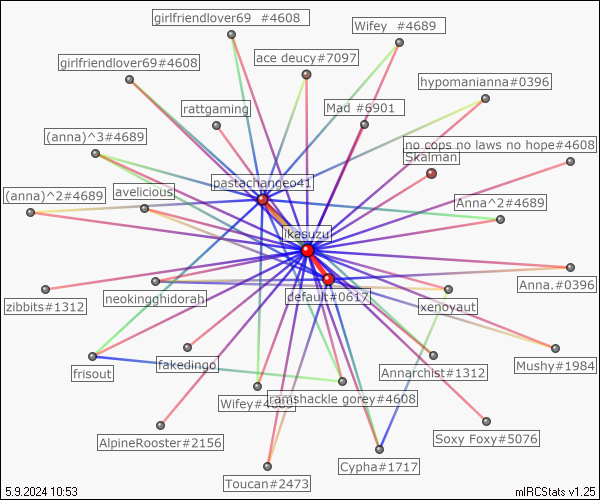 girlfriendlover69 #4608
Wifey #4689
ace deucy#7097
girlfriendlover69#4608
hypomanianna#0396
rattgaming
Mad #6901
(anna)^3#4689
no cops no laws no hope#4608
Skalman
pastachangeo41
(anna)^2#4689
avelicious
Anna^2#4689
ikasuzu
Anna.#0396
zibbits#1312
neokingghidorah
default#0617
xenoyaut
frisout
fakedingo
Annarchist#1312
Mushy#1984
Wifey#4689
ramshackle gorey#4608
AlpineRooster#2156
Soxy Foxy#5076
Toucan#2473
Cypha#1717
5.9.2024 10:53
mIRCStats v1.25